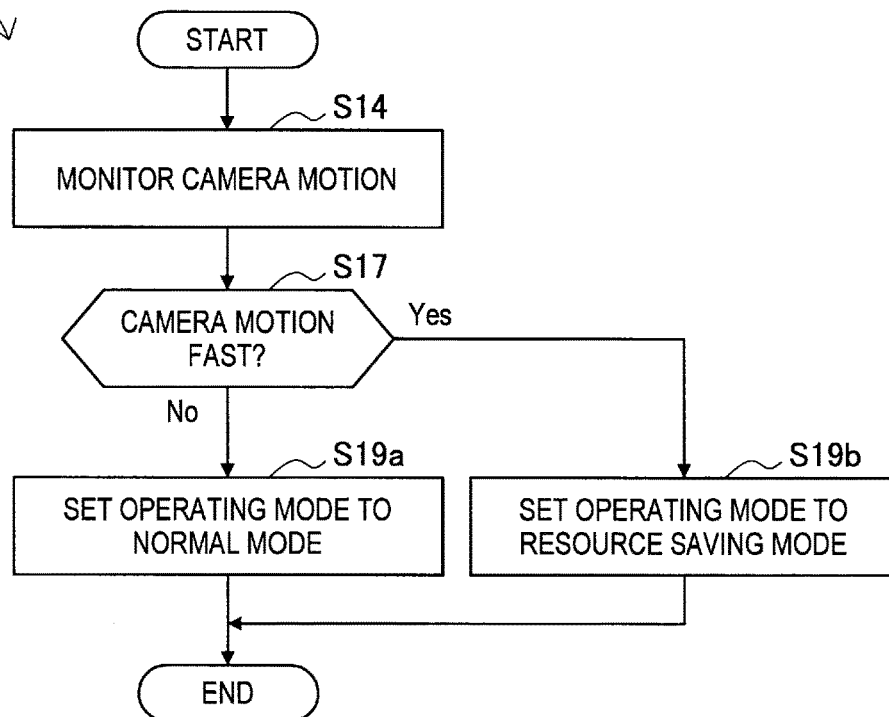 START
S14
MONITOR CAMERA MOTION
S17
CAMERA MOTION
FAST?
Yes
No
S19a
SET OPERATING MODE TO
NORMAL MODE
S19b
SET OPERATING MODE TO
RESOURCE SAVING MODE
END